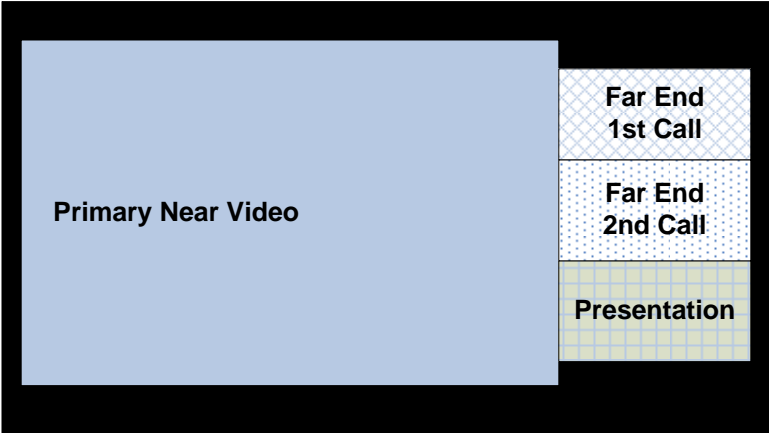 Primary Near Video
Far End
1st Call
Far End
2nd Call
Presentation